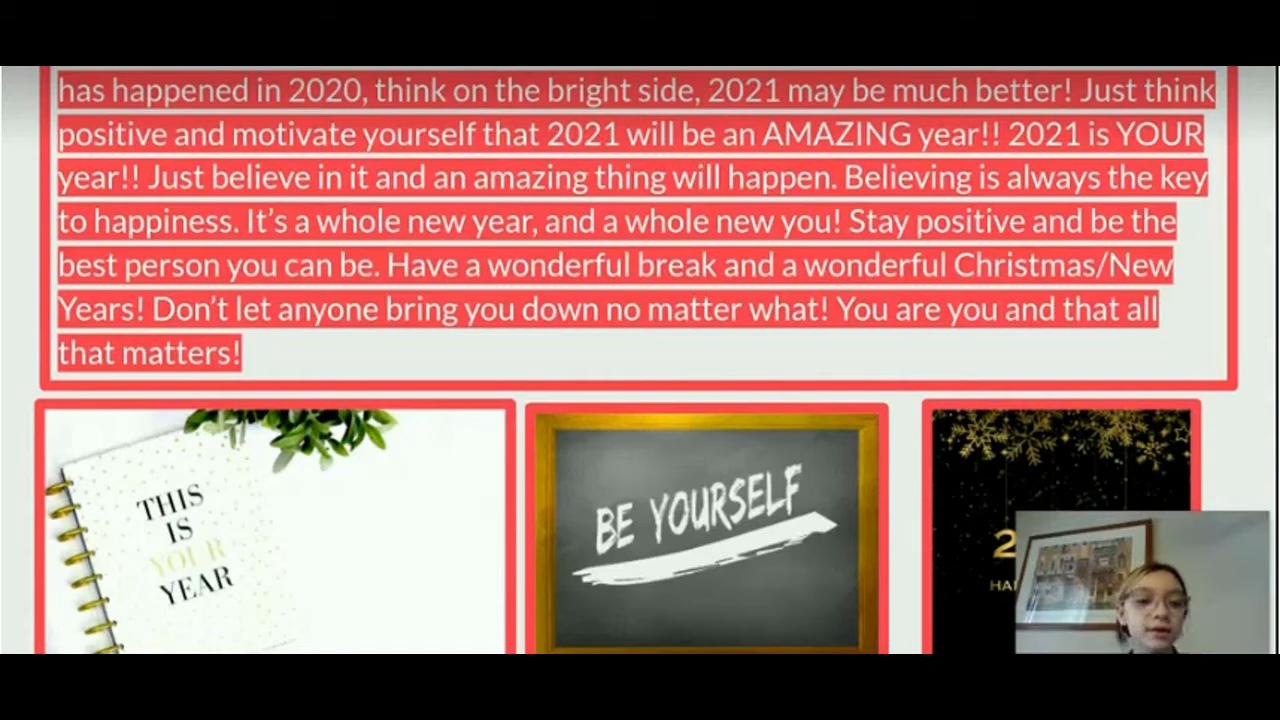 has happened in 2020, think on the bright side, 2021 may be much better! Just think
positive and motivate yourself that 2021 will be an AMAZING year!! 2021 is YOUR
year!! Just believe in it and an amazing thing will happen. Believing is always the key
to happiness. It’s a whole new year, and a whole new you! Stay positive and be the
best person you can be. Have a wonderful break and a wonderful Christmas/New
Years! Don’t let anyone bring you down no matter what! You are you and that all
that matters!
THIS
IS
YOUR
YEAR
BE YOURSELF